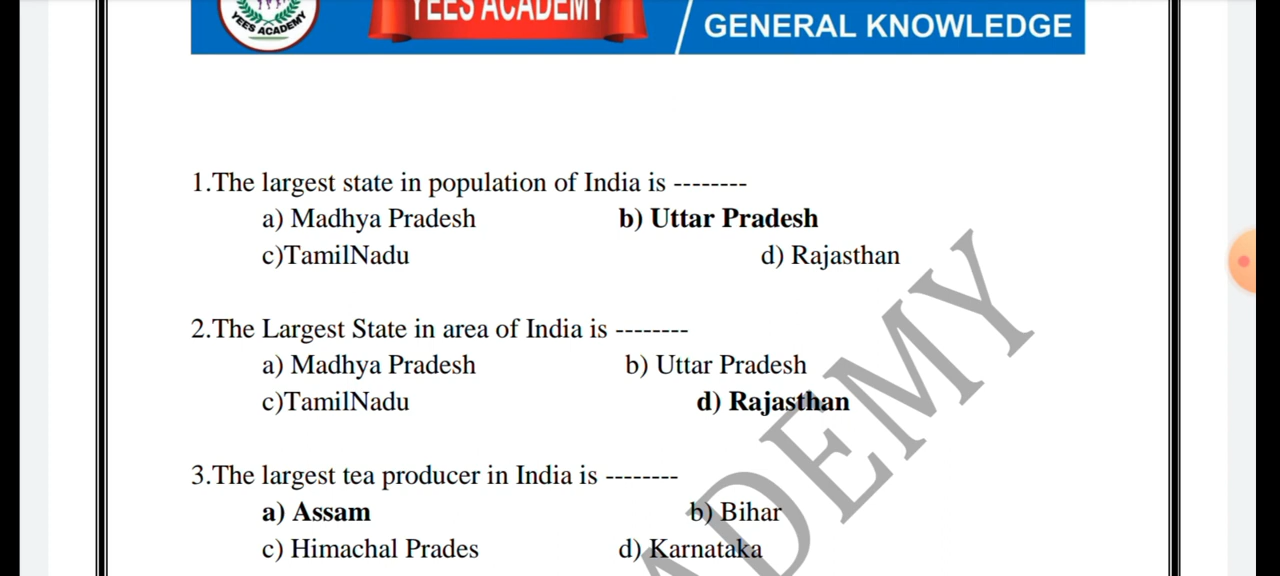 YEES ACADEMY
YEES ACADEMY
GENERAL KNOWLEDGE
1.The largest state in population of India is --------
a) Madhya Pradesh b) Uttar Pradesh
c)TamilNadu d) Rajasthan
2.The Largest State in area of India is --------
a) Madhya Pradesh b) Uttar Pradesh
c)TamilNadu d) Rajasthan
3.The largest tea producer in India is --------
a) Assam b) Bihar
c) Himachal Prades d) Karnataka
ADEMY